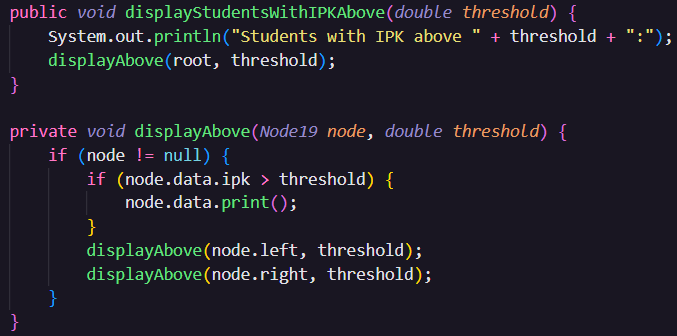 public void displayStudentsWithIPKAbove(double threshold) {
    System.out.println("Students with IPK above " + threshold + ":");
    displayAbove(root, threshold);
}

private void displayAbove(Node19 node, double threshold) {
    if (node != null) {
        if (node.data.ipk > threshold) {
            node.data.print();
        }
        displayAbove(node.left, threshold);
        displayAbove(node.right, threshold);
    }
}